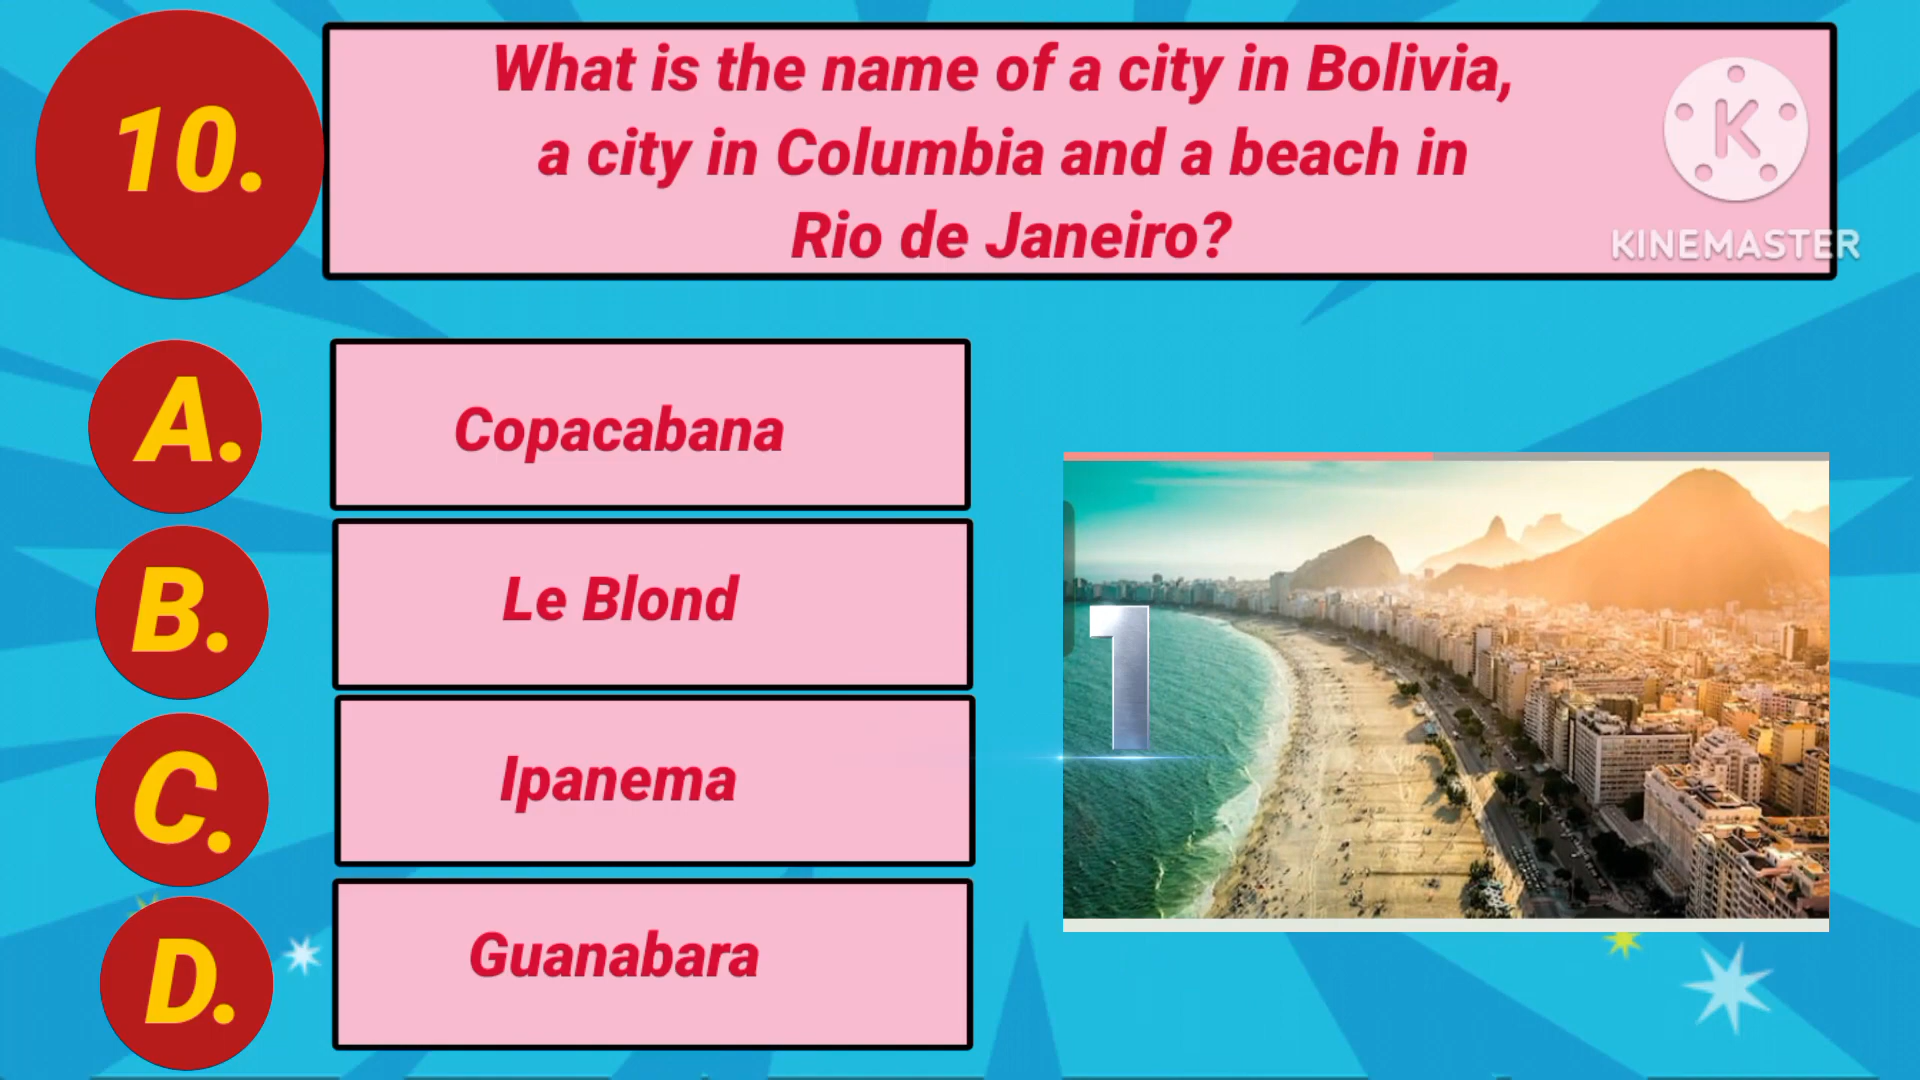 10.
What is the name of a city in Bolivia,
a city in Columbia and a beach in
Rio de Janeiro?
K
KINEMASTER
A.
Copacabana
B.
Le Blond
C.
Ipanema
D.
Guanabara
1